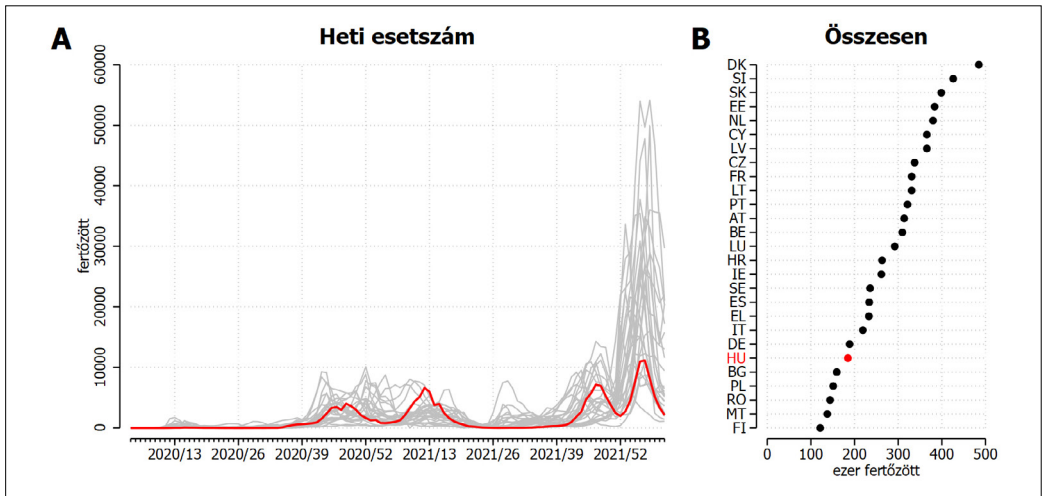 A
Heti esetszám
fertőzött
60000
50000
40000
30000
20000
10000
0
2020/13 2020/26 2020/39 2020/52 2021/13 2021/26 2021/39 2021/52
B
Összesen
DK
SI
SK
EE
NL
CY
LV
CZ
FR
LT
PT
AT
BE
LU
HR
IE
SE
ES
EL
IT
DE
HU
BG
PL
RO
MT
FI
0 100 200 300 400 500
ezer fertőzött